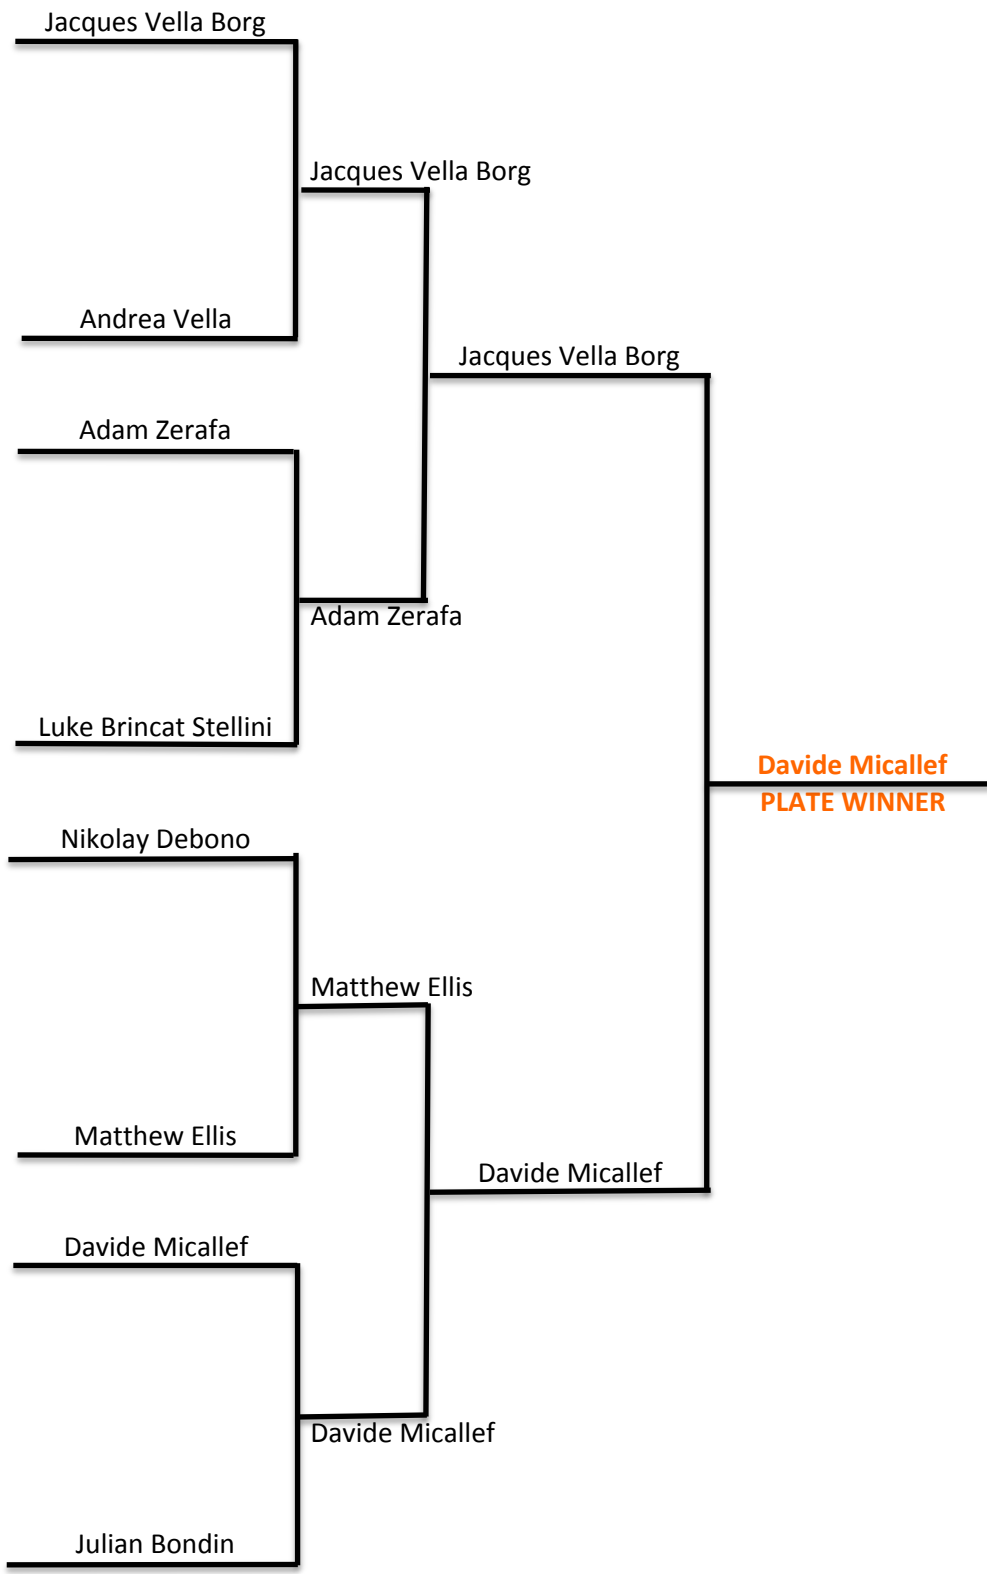 Jacques Vella Borg
Jacques Vella Borg
Andrea Vella
Jacques Vella Borg
Adam Zerafa
Adam Zerafa
Luke Brincat Stellini
Davide Micallef
PLATE WINNER
Nikolay Debono
Matthew Ellis
Matthew Ellis
Davide Micallef
Davide Micallef
Davide Micallef
Julian Bondin